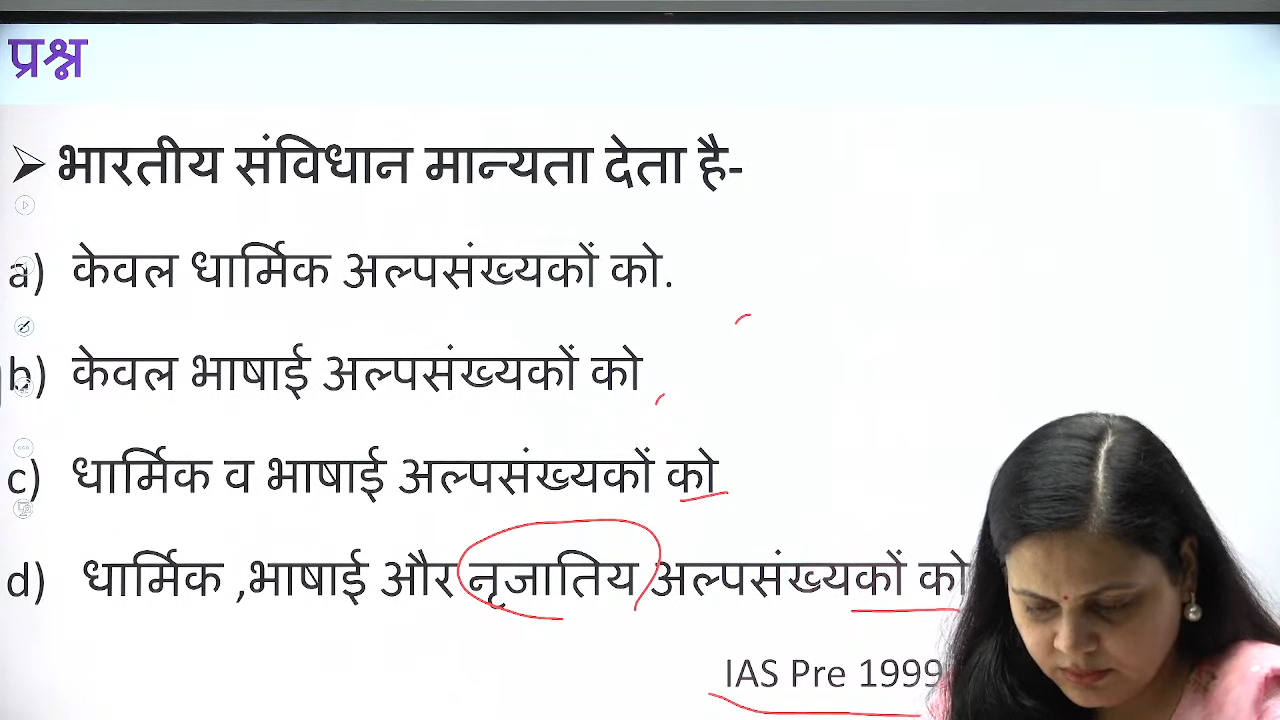 प्रश्न
भारतीय संविधान मान्यता देता है-
a) केवल धार्मिक अल्पसंख्यकों को.
b) केवल भाषाई अल्पसंख्यकों को
c) धार्मिक व भाषाई अल्पसंख्यकों को
d) धार्मिक ,भाषाई और नृजातिय अल्पसंख्यकों को
IAS Pre 1999